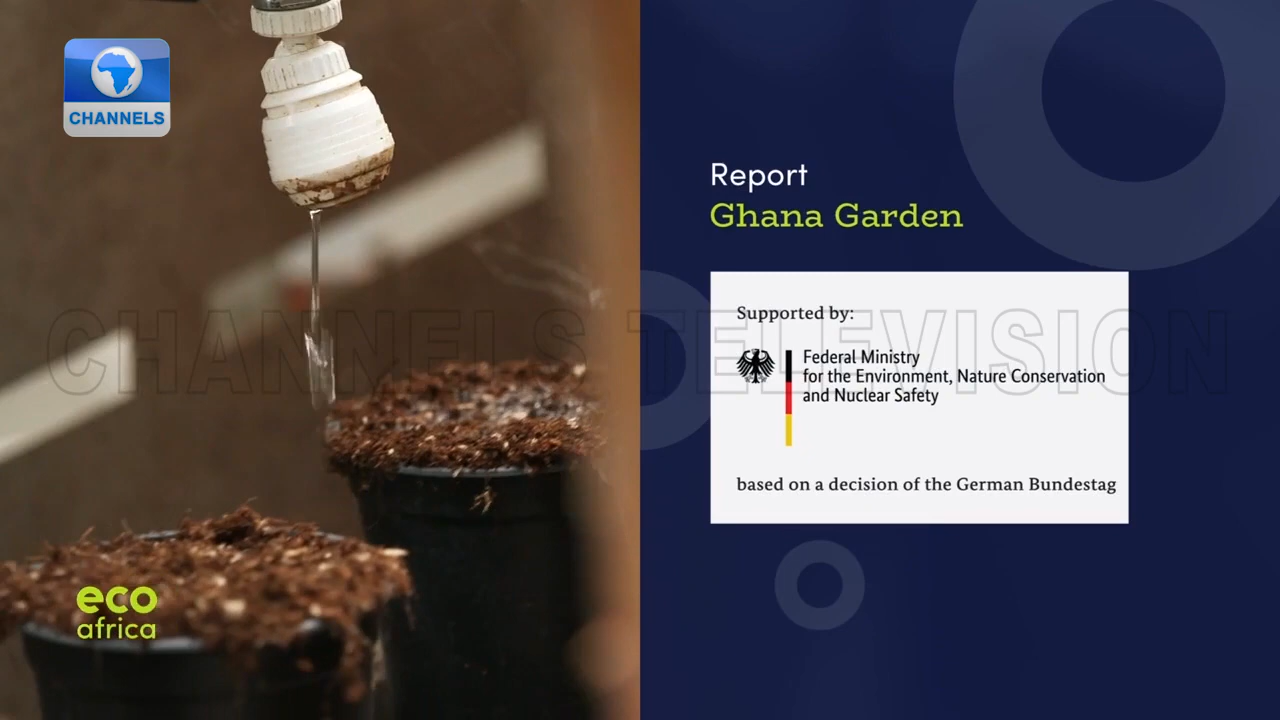 CHANNELS
Report
Ghana Garden
Supported by:
Federal Ministry
for the Environment, Nature Conservation
and Nuclear Safety
based on a decision of the German Bundestag
CHANNELS TELEVISION
eco
africa